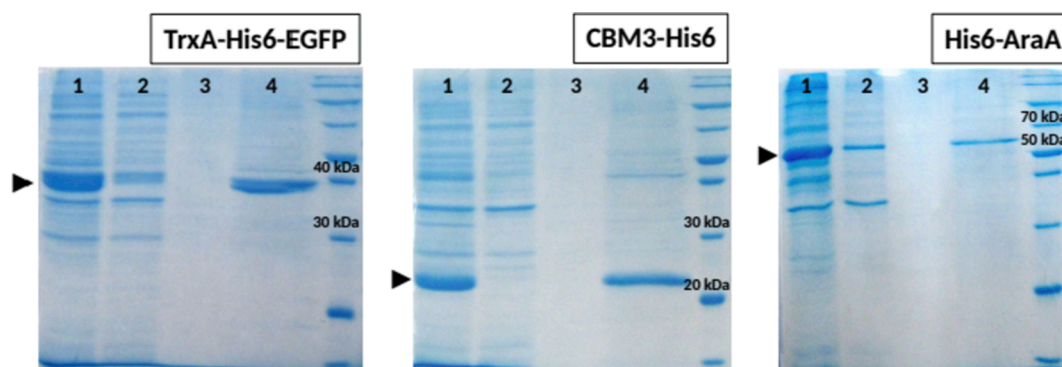 TrxA-His6-EGFP
1 2 3 4
40 kDa
30 kDa
CBM3-His6
1 2 3 4
30 kDa
20 kDa
His6-AraA
1 2 3 4
70 kDa
50 kDa